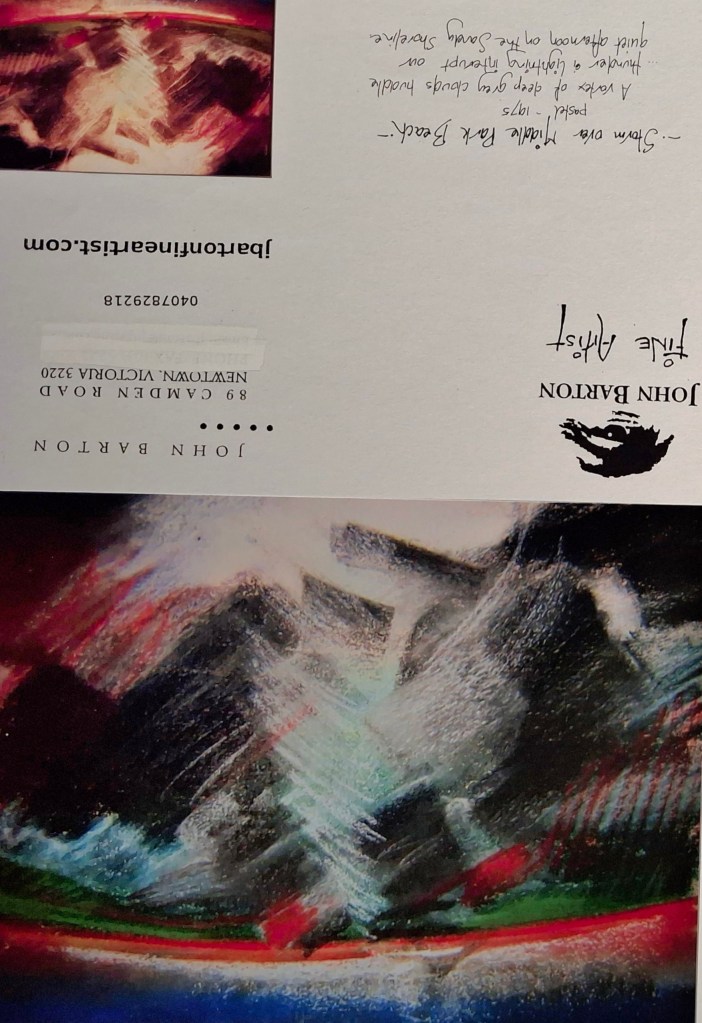 JOHN BARTON
FINE ARTIST
~. Storm over Middle Park Beach. ~
pastel - 1975
A vortex of deep grey clouds huddle
... thunder & lightning interupt our
quiet afternoon on the Sandy Shoreline.
JOHN BARTON
89 CAMDEN ROAD
NEWTOWN. VICTORIA 3220
0407829218
jbartonfineartist.com